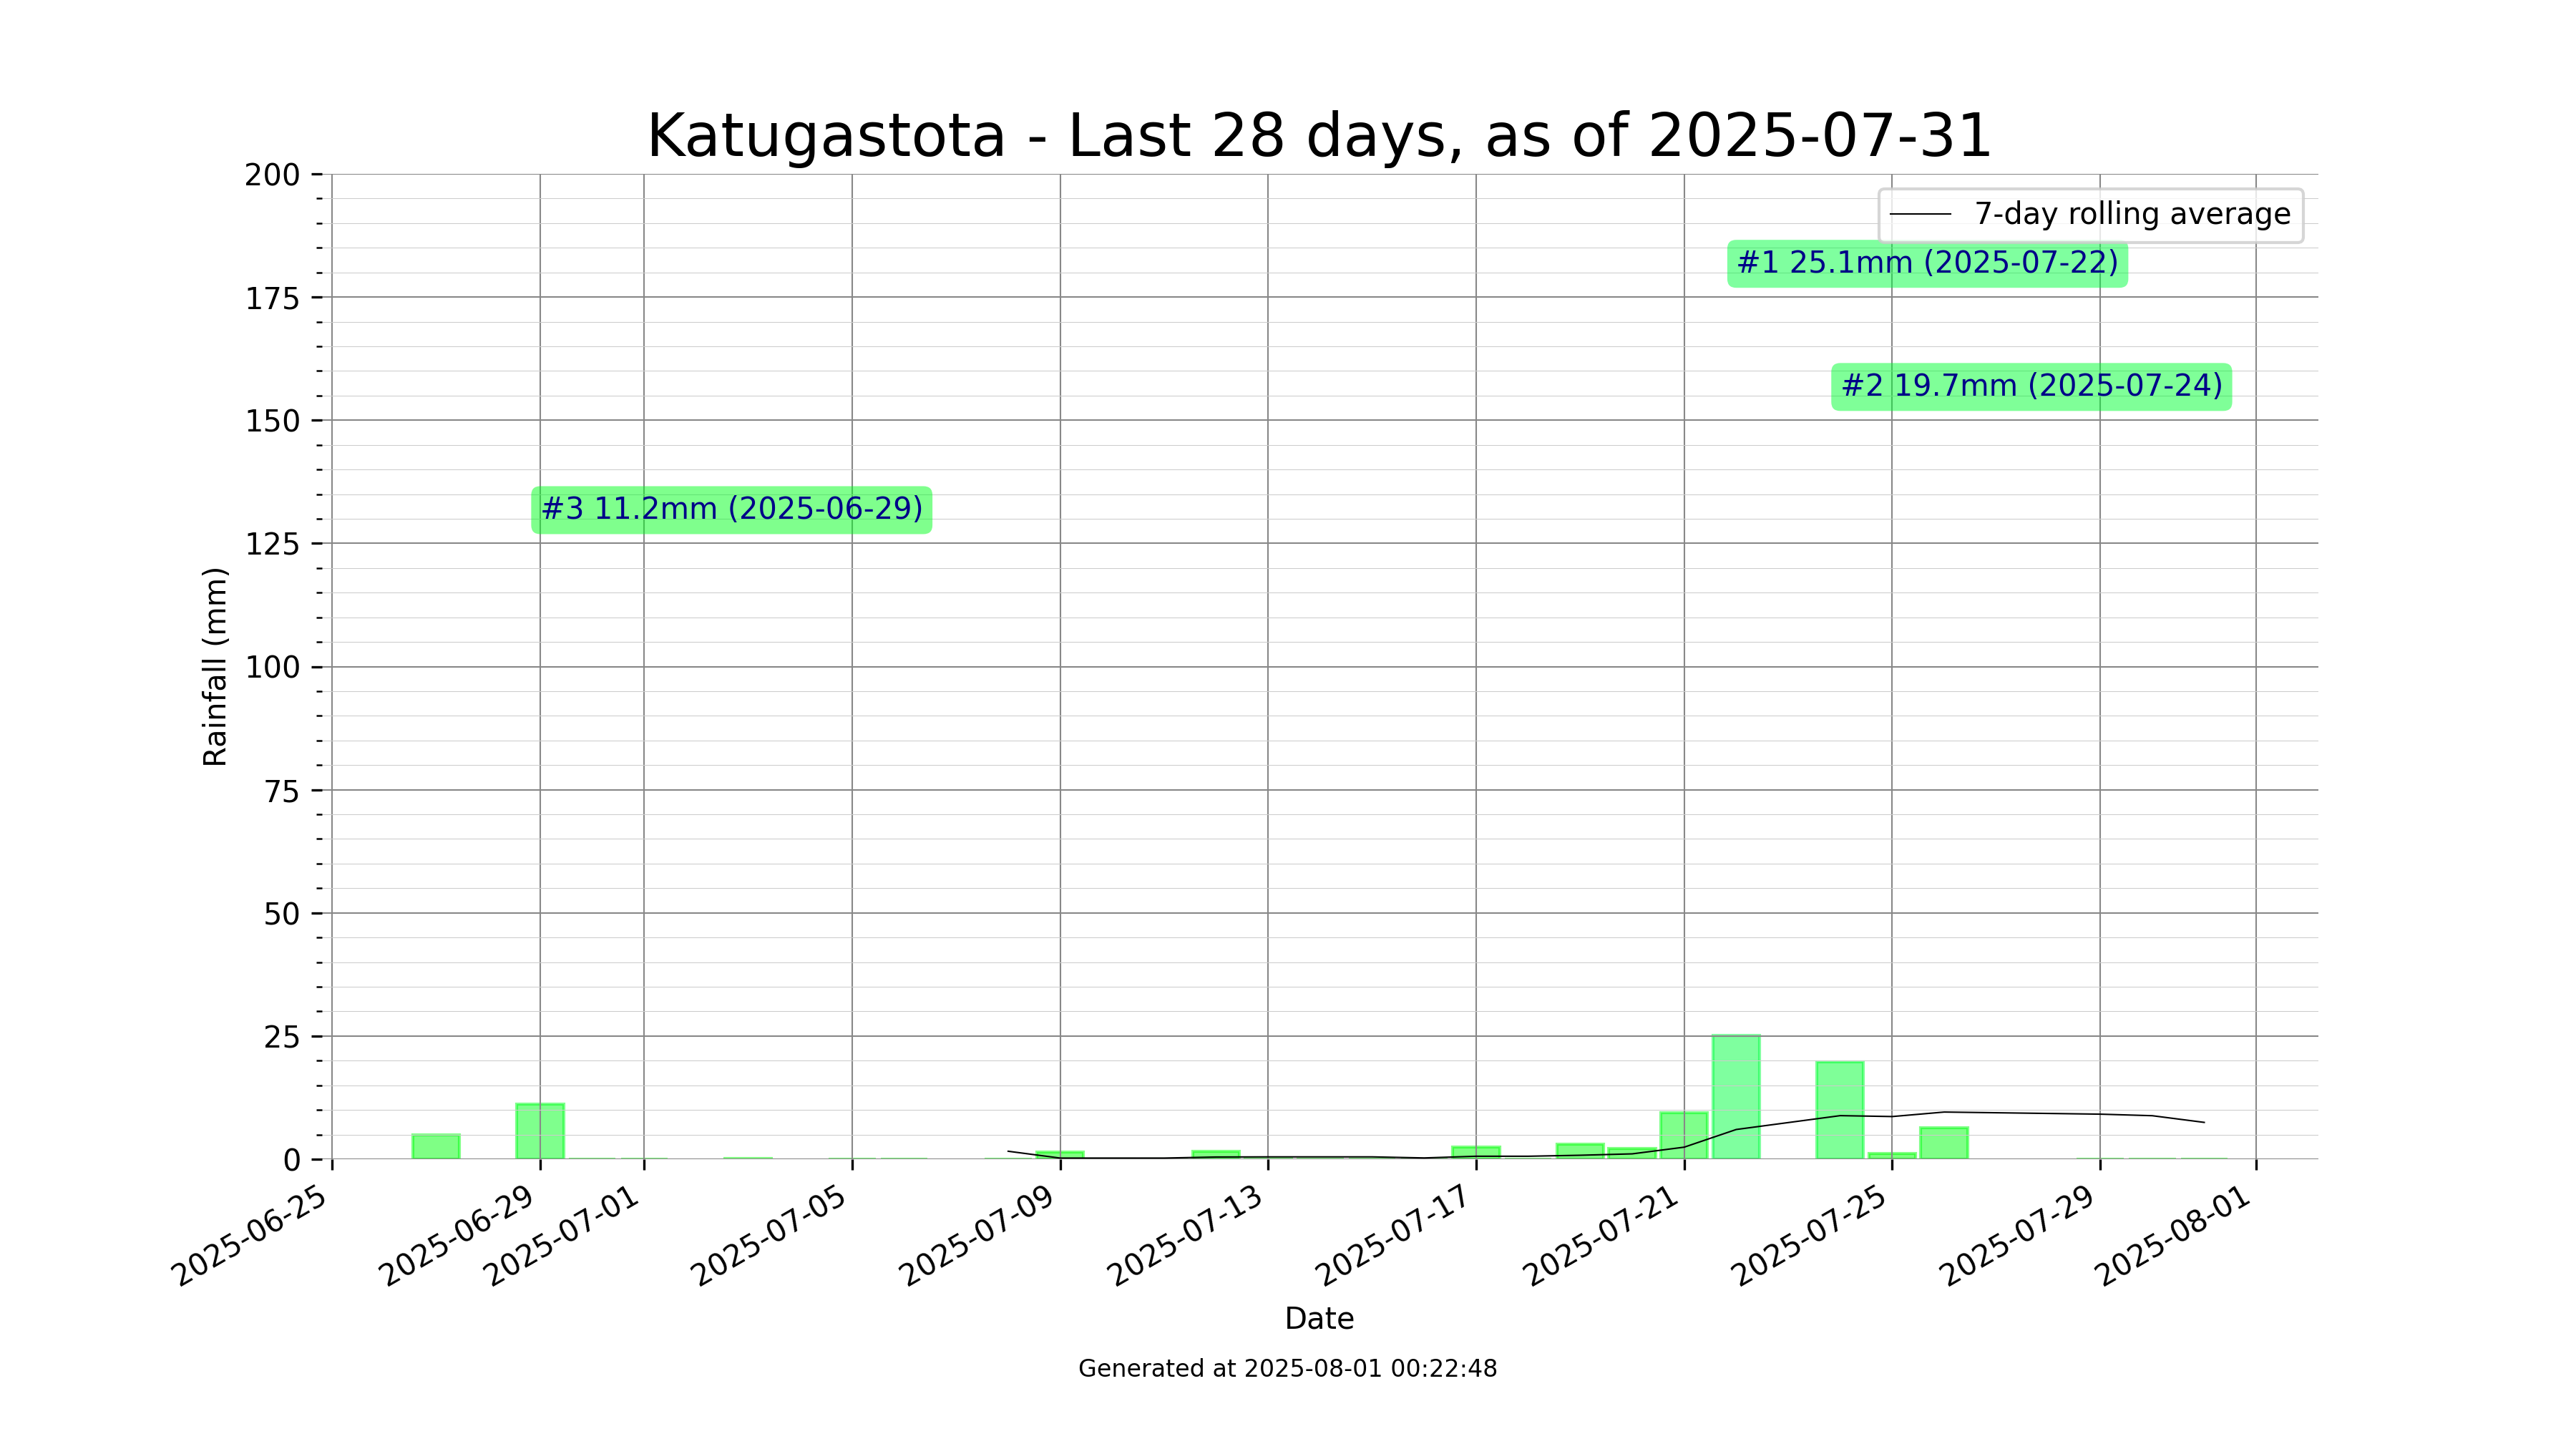 Katugastota - Last 28 days, as of 2025-07-31
7-day rolling average
#1 25.1mm (2025-07-22)
#2 19.7mm (2025-07-24)
#3 11.2mm (2025-06-29)
Rainfall (mm)
200
175
150
125
100
75
50
25
0
2025-06-25
2025-06-29
2025-07-01
2025-07-05
2025-07-09
2025-07-13
2025-07-17
2025-07-21
2025-07-25
2025-07-29
2025-08-01
Date
Generated at 2025-08-01 00:22:48